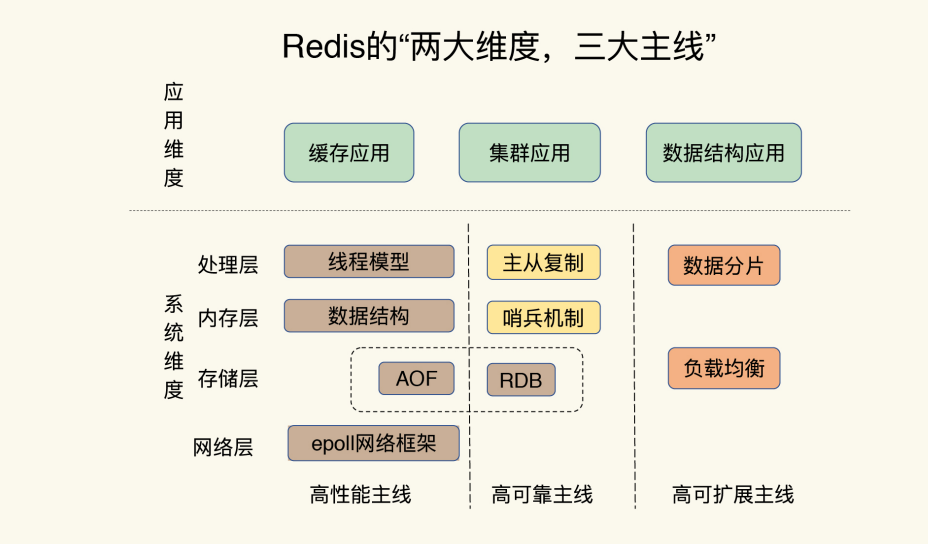 Redis的“两大维度，三大主线”
应用维度
缓存应用
集群应用
数据结构应用
系统维度
处理层
线程模型
主从复制
数据分片
内存层
数据结构
哨兵机制
存储层
AOF
RDB
负载均衡
网络层
epoll网络框架
高性能主线
高可靠主线
高可扩展主线